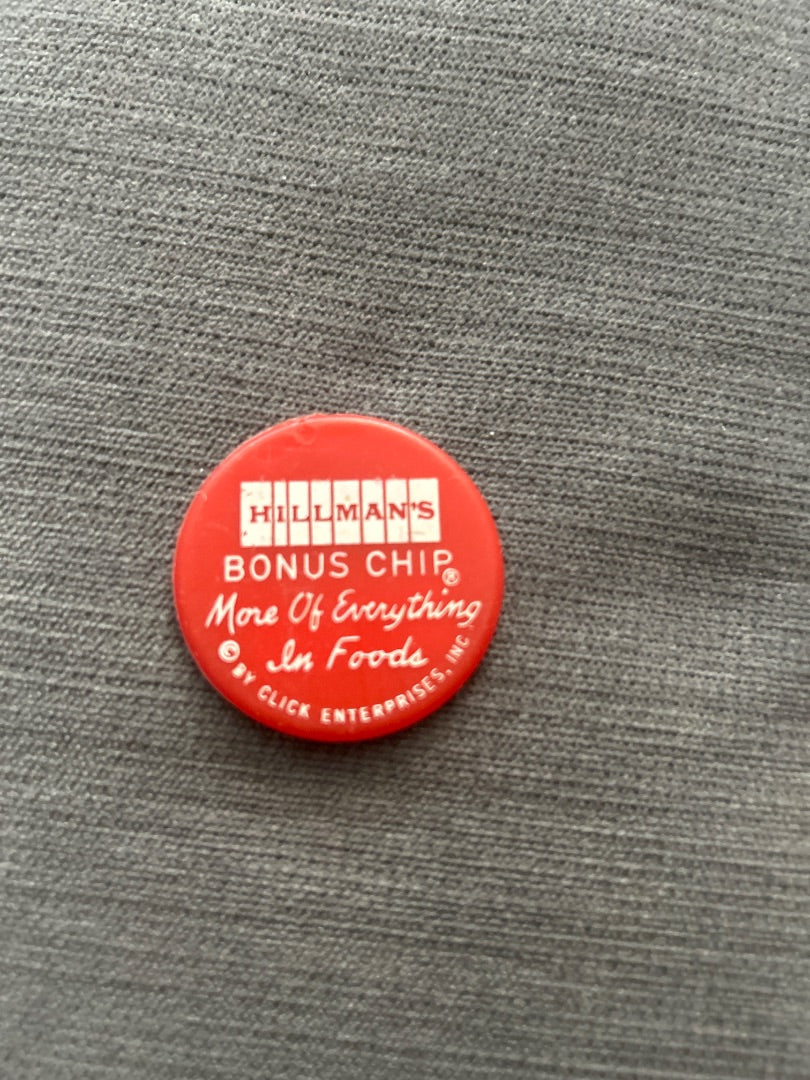 HILLMAN'S
BONUS CHIP®
More Of Everything
In Foods
© BY CLICK ENTERPRISES, INC.